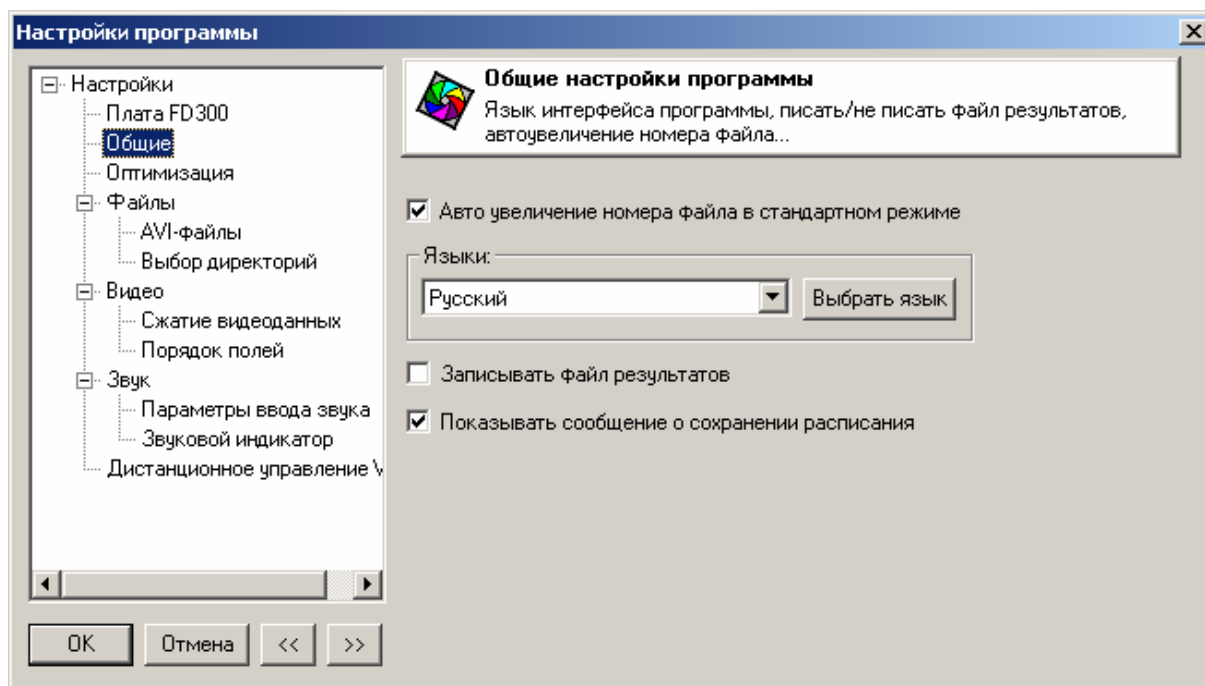 Настройки программы
Настройки
Плата FD300
Общие
Оптимизация
Файлы
AVI-файлы
Выбор директорий
Видео
Сжатие видеоданных
Порядок полей
Звук
Параметры ввода звука
Звуковой индикатор
Дистанционное управление V
OK
Отмена
<<
>>
Общие настройки программы
Язык интерфейса программы, писать/не писать файл результатов,
автоувеличение номера файла...
Авто увеличение номера файла в стандартном режиме
Языки:
Русский
Выбрать язык
Записывать файл результатов
Показывать сообщение о сохранении расписания